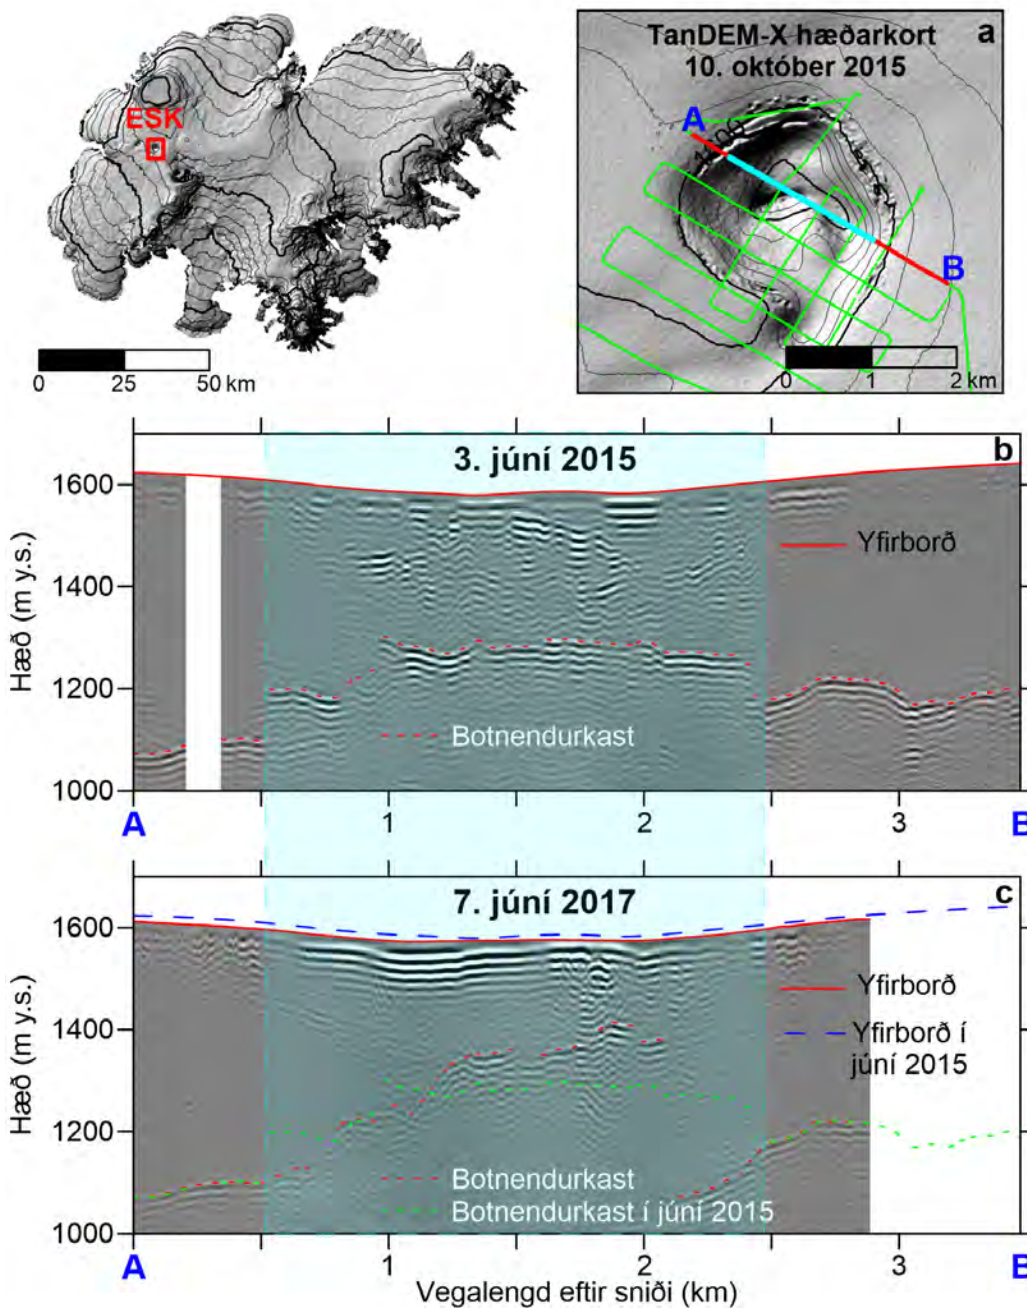 ESK
0 25 50 km
TanDEM-X hæðarkort
10. október 2015
a
A
B
0 1 2 km
b
3. júní 2015
1600
1400
1200
1000
Hæð (m y.s.)
Yfirborð
Botnendurkast
A 1 2 3 B
c
7. júní 2017
1600
1400
1200
1000
Hæð (m y.s.)
Yfirborð
Yfirborð í
júní 2015
Botnendurkast
Botnendurkast í júní 2015
A 1 2 3 B
Vegalengd eftir sniði (km)